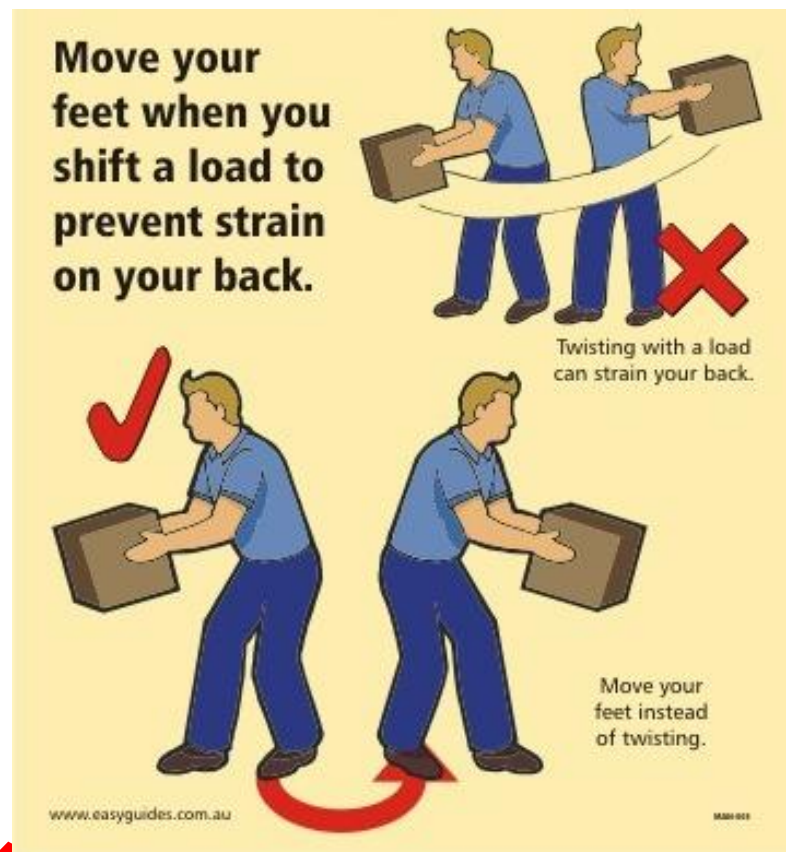 Move your
feet when you
shift a load to
prevent strain
on your back.
Twisting with a load
can strain your back.
Move your
feet instead
of twisting.
www.easyguides.com.au